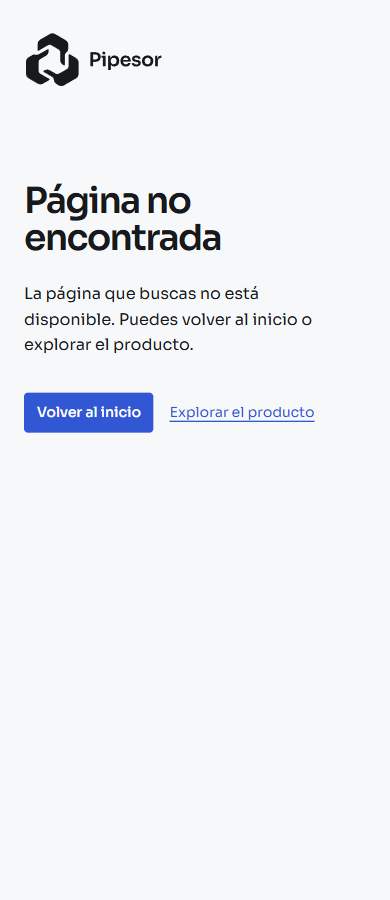 Pipesor
Página no
encontrada
La página que buscas no está
disponible. Puedes volver al inicio o
explorar el producto.
Volver al inicio
Explorar el producto